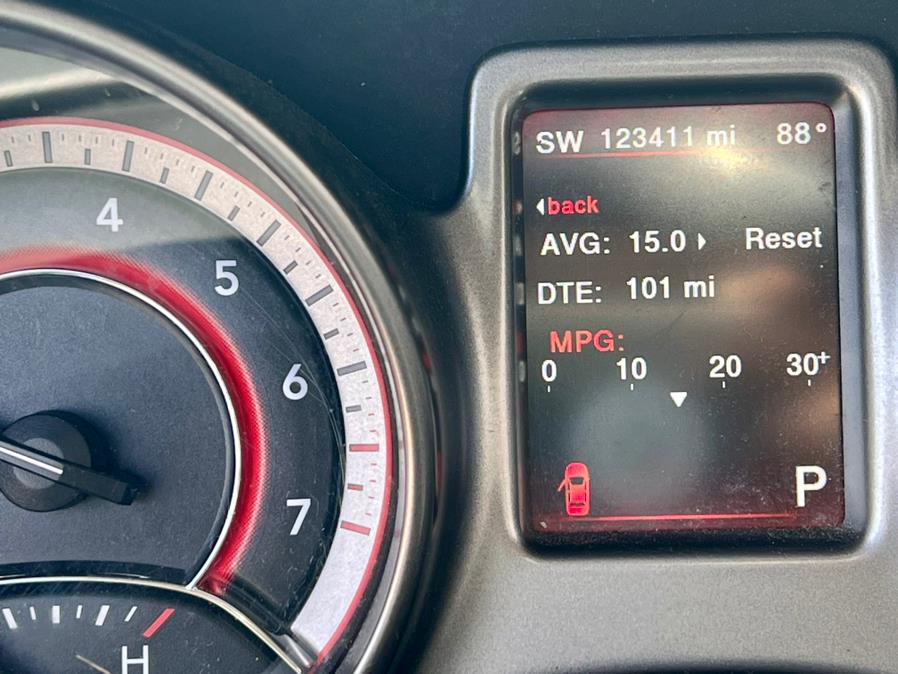 4
5
6
7
H
SW 123411 mi 88°
back
AVG: 15.0 Reset
DTE: 101 mi
MPG:
0 10 20 30+
P